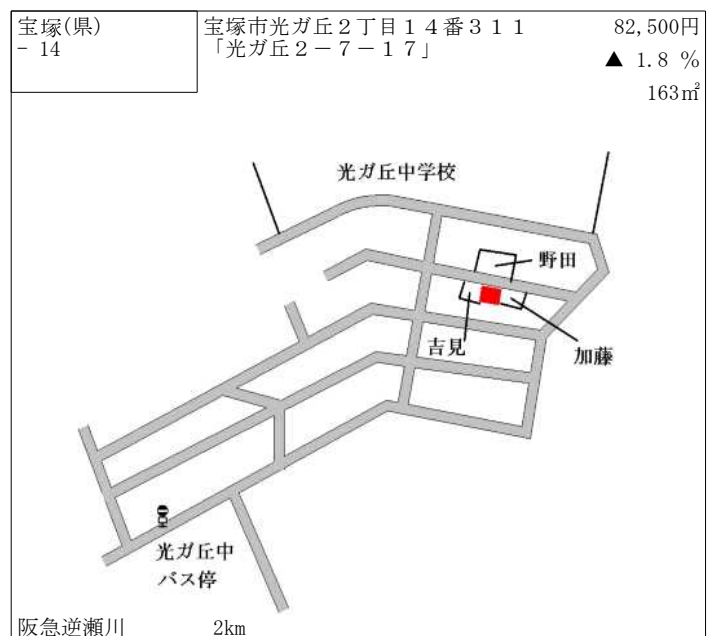 宝塚(県)
- 14
宝塚市光ガ丘2丁目14番311
「光ガ丘2-7-17」
82,500円
▲ 1.8 %
163㎡
光ガ丘中学校
野田
吉見
加藤
光ガ丘中
バス停
阪急逆瀬川 2km